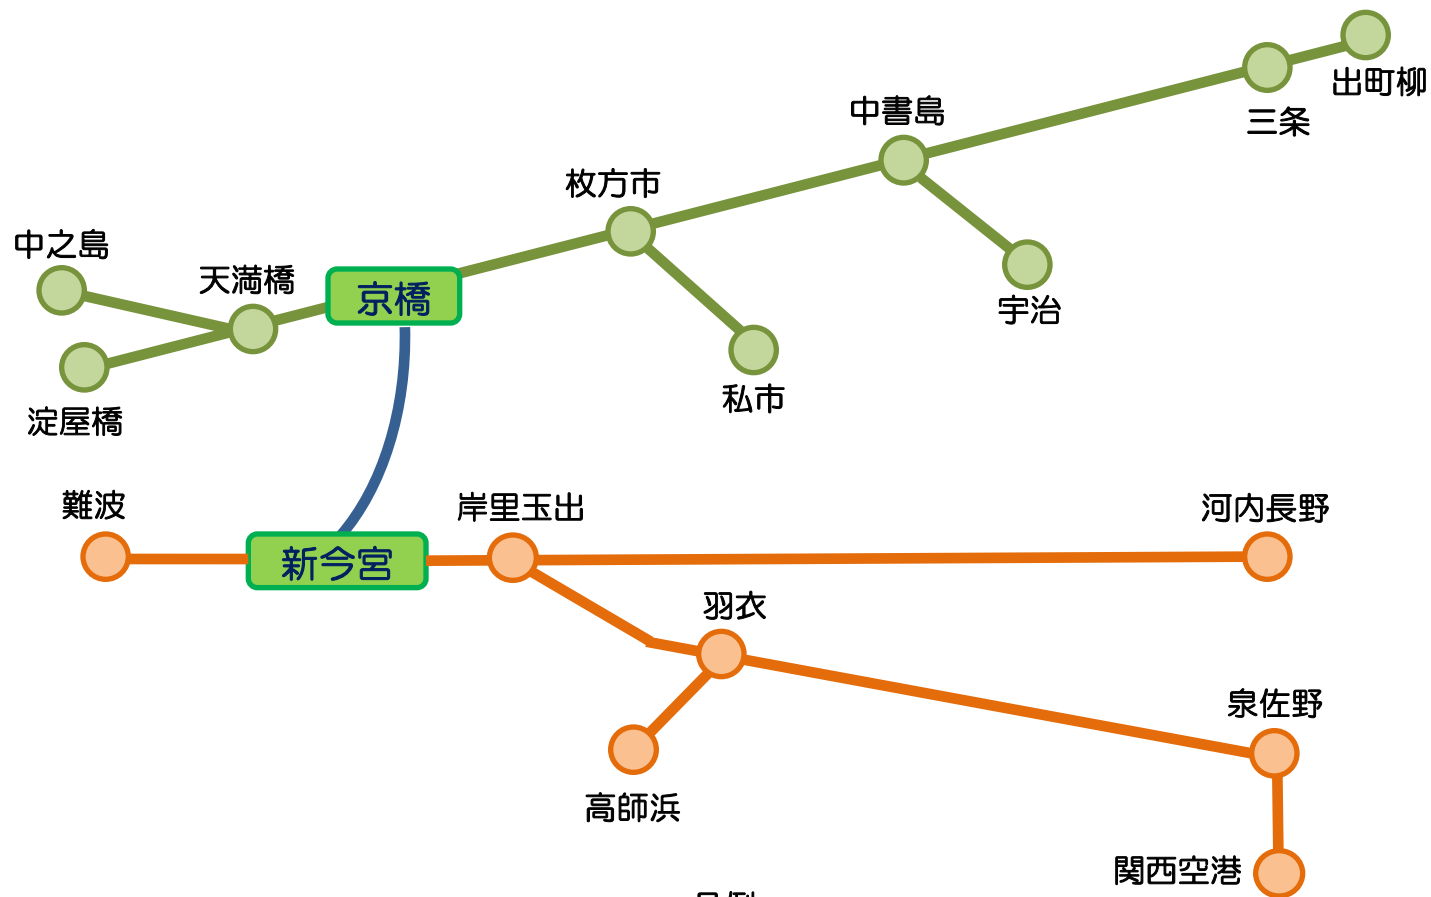 出町柳
三条
中書島
枚方市
中之島
天満橋
京橋
宇治
私市
淀屋橋
難波
岸里玉出
河内長野
新今宮
羽衣
泉佐野
高師浜
関西空港